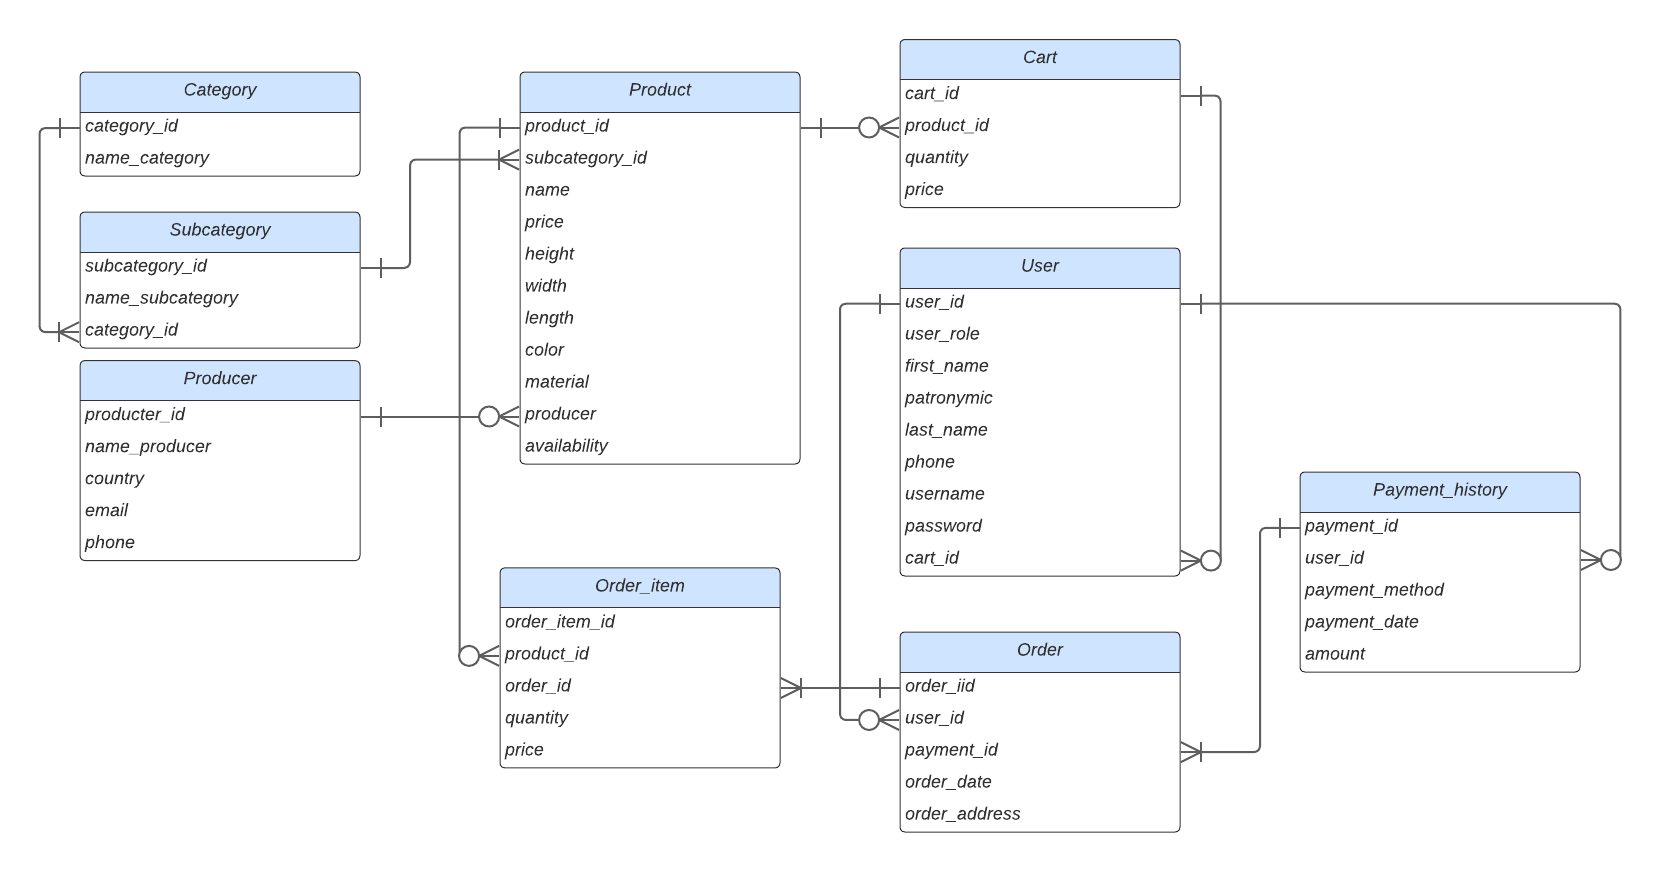 Category
category_id
name_category
Subcategory
subcategory_id
name_subcategory
category_id
Producer
producter_id
name_producer
country
email
phone
Product
product_id
subcategory_id
name
price
height
width
length
color
material
producer
availability
Order_item
order_item_id
product_id
order_id
quantity
price
Cart
cart_id
product_id
quantity
price
User
user_id
user_role
first_name
patronymic
last_name
phone
username
password
cart_id
Order
order_iid
user_id
payment_id
order_date
order_address
Payment_history
payment_id
user_id
payment_method
payment_date
amount